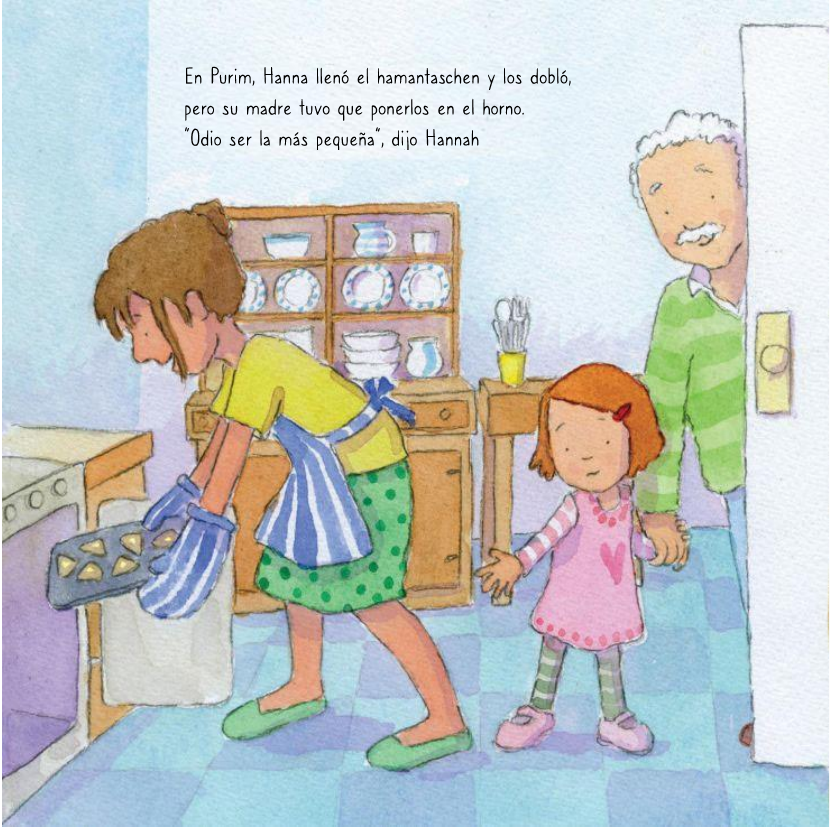 En Purim, Hanna llenó el hamantaschen y los dobló,
pero su madre tuvo que ponerlos en el horno.
"Odio ser la más pequeña", dijo Hannah